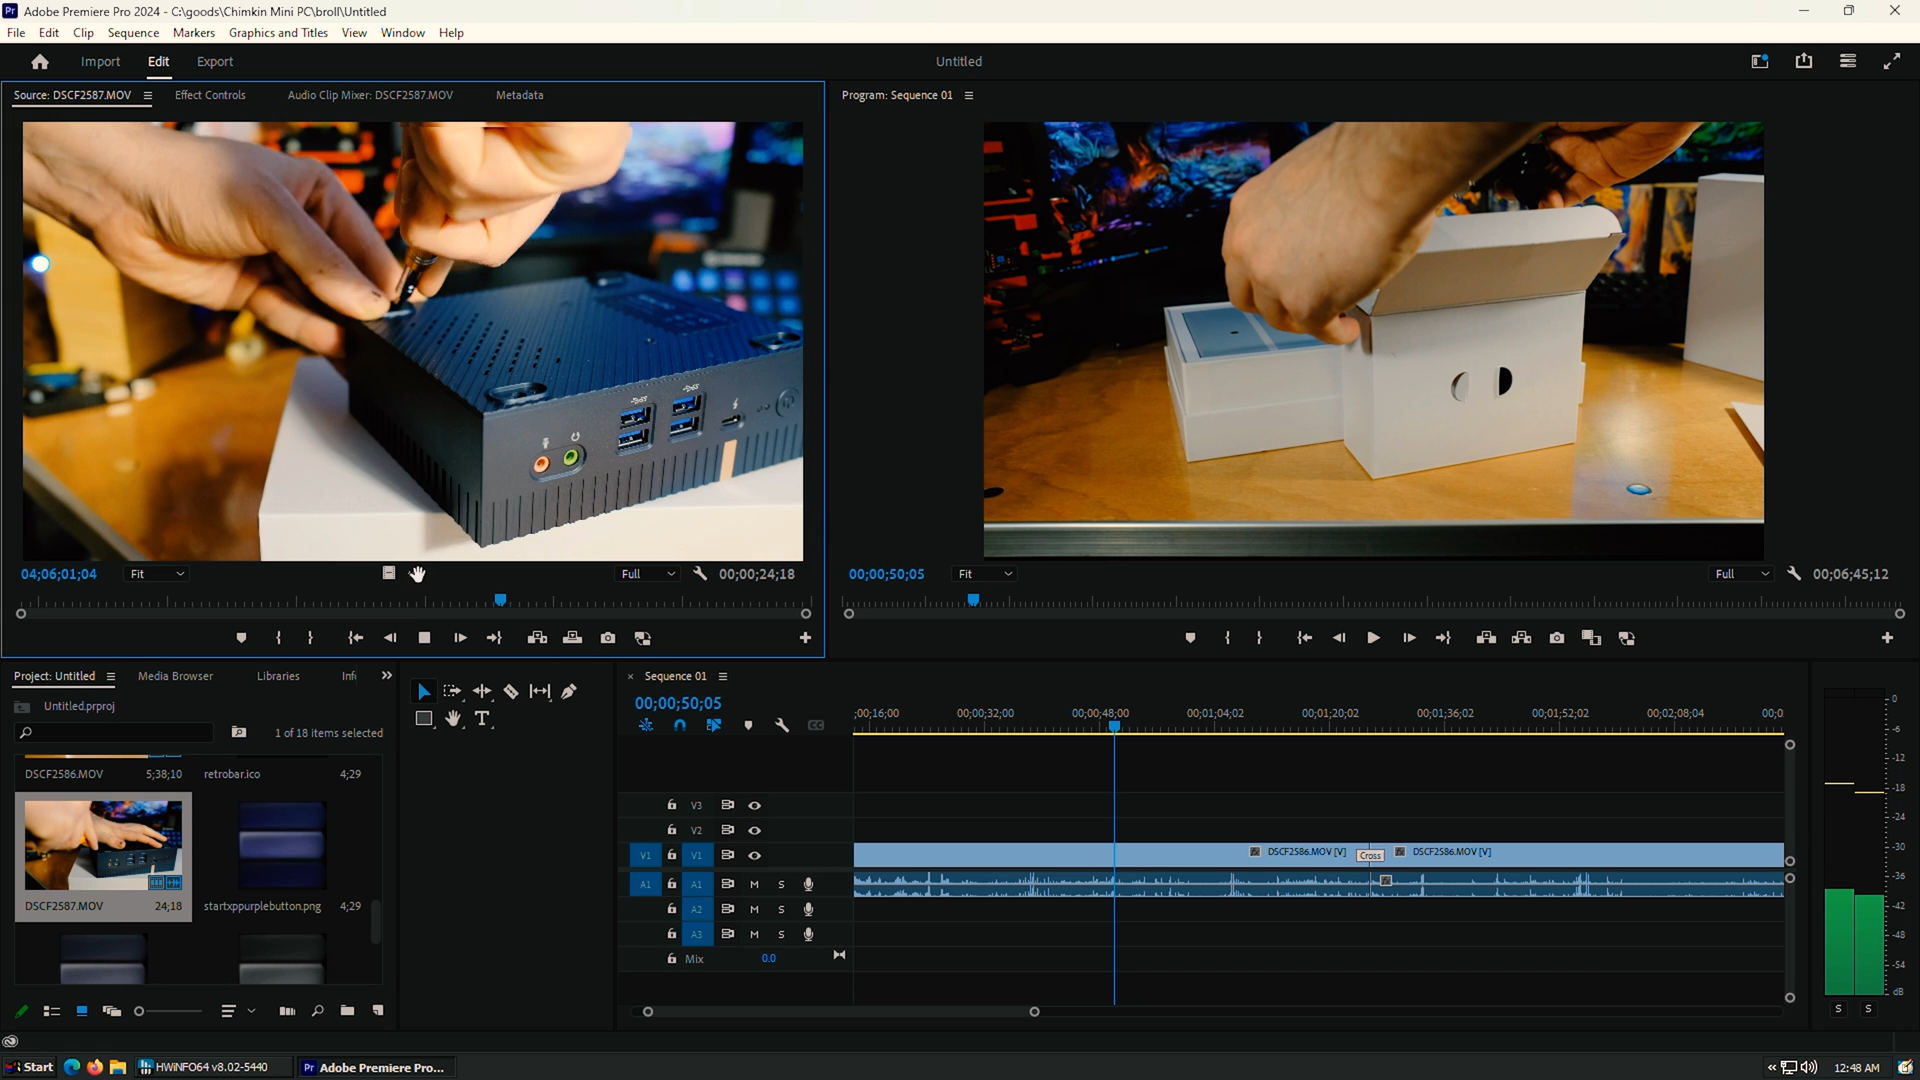 Pr Adobe Premiere Pro 2024 - C:\goods\Chimkin Mini PC\broll\Untitled
File Edit Clip Sequence Markers Graphics and Titles View Window Help
Import Edit Export Untitled
Source: DSCF2587.MOV Effect Controls Audio Clip Mixer: DSCF2587.MOV Metadata
Program: Sequence 01
04;06;01;04 Fit Full 00;00;24;18
00;00;50;05 Fit Full 00;06;45;12
Project: Untitled Media Browser Libraries Inf
Untitled.prproj
1 of 18 items selected
DSCF2586.MOV 5;38;10 retrobar.ico 4;29
DSCF2587.MOV 24;18 startxppurplebutton.png 4;29
T
× Sequence 01
00;00;50;05
;00;16;00 00;00;32;00 00;00;48;00 00;01;04;02 00;01;20;02 00;01;36;02 00;01;52;02 00;02;08;04 00;0
CC
V3
V2
V1 V1 DSCF2586.MOV [V] Cross DSCF2586.MOV [V]
A1 A1 M S
A2 M S
A3 M S
Mix 0.0
0
-6
-12
-18
-24
-30
-36
-42
-48
-54
dB
S S
Start HWiNFO64 v8.02-5440 Pr Adobe Premiere Pro... « 12:48 AM